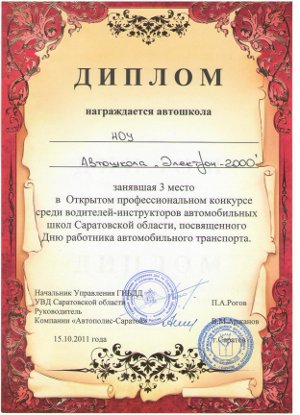 ДИПЛОМ
награждается автошкола
НОУ
Автошкола „Электрон-2000"
занявшая 3 место
в Открытом профессиональном конкурсе
среди водителей-инструкторов автомобильных
школ Саратовской области, посвященного
Дню работника автомобильного транспорта.
Начальник Управления ГИБДД
УВД Саратовской области П.А.Рогов
Руководитель
Компании «Автополис-Саратов»
15.10.2011 года г.Саратов